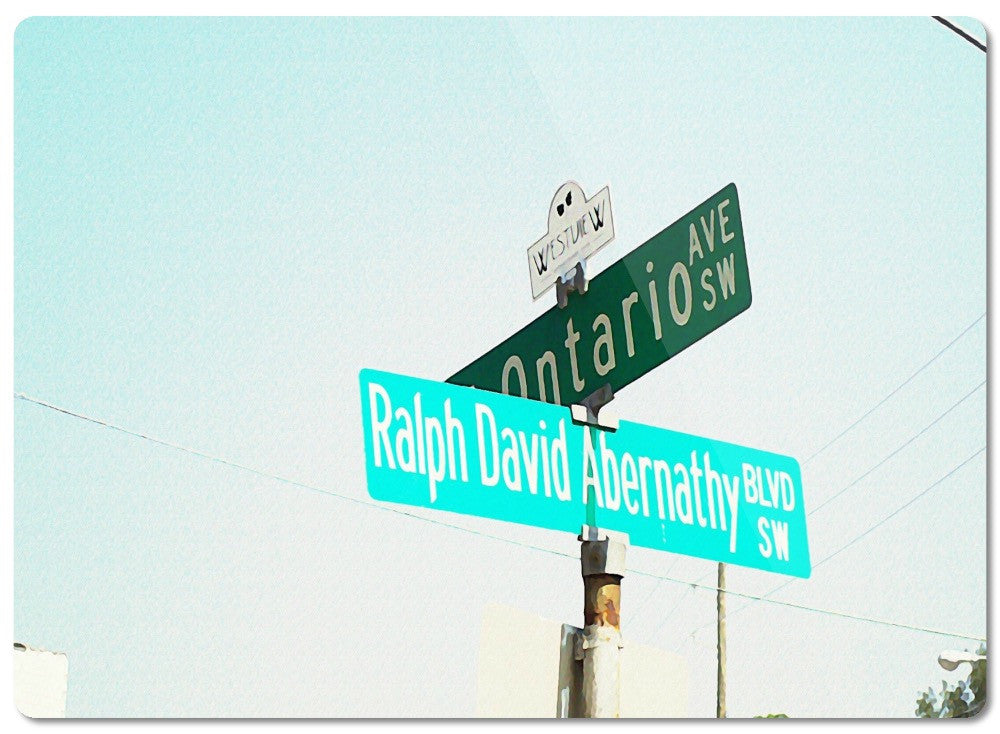 WESTVIEW
Ontario AVE SW
Ralph David Abernathy BLVD SW